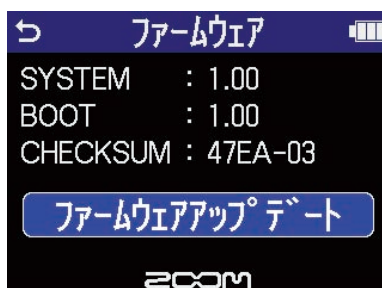 ファームウェア
SYSTEM : 1.00
BOOT : 1.00
CHECKSUM : 47EA-03
ファームウェアアップデート
ZOOM